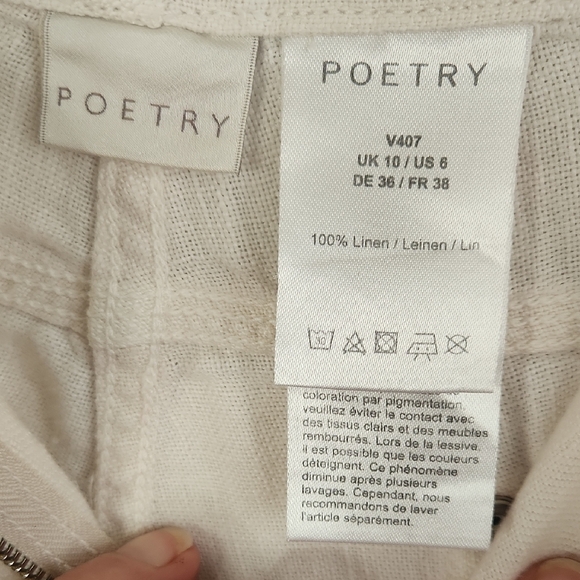 POETRY
POETRY
V407
UK 10 / US 6
DE 36 / FR 38
100% Linen / Leinen / Lin
30
coloration par pigmentation,
veuillez éviter le contact avec
des tissus clairs et des meubles
rembourrés. Lors de la lessive,
il est possible que les couleurs
déteignent. Ce phénomène
diminue après plusieurs
lavages. Cependant, nous
recommandons de laver
l'article séparément.